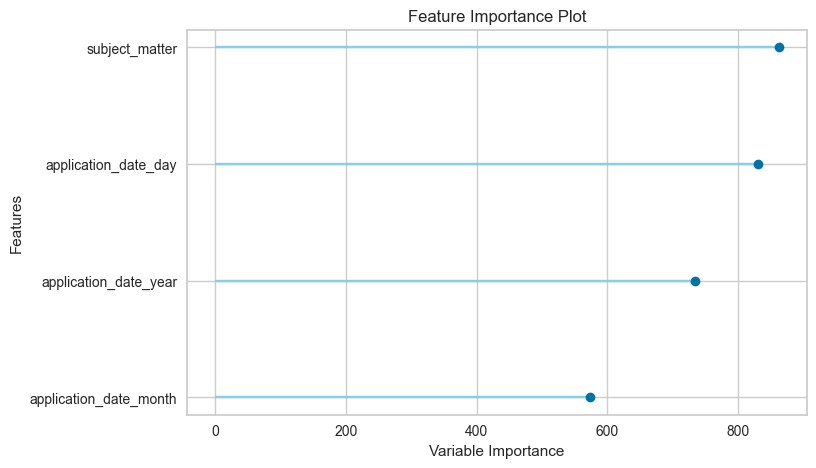 Feature Importance Plot
subject_matter
application_date_day
application_date_year
application_date_month
Features
0 200 400 600 800
Variable Importance